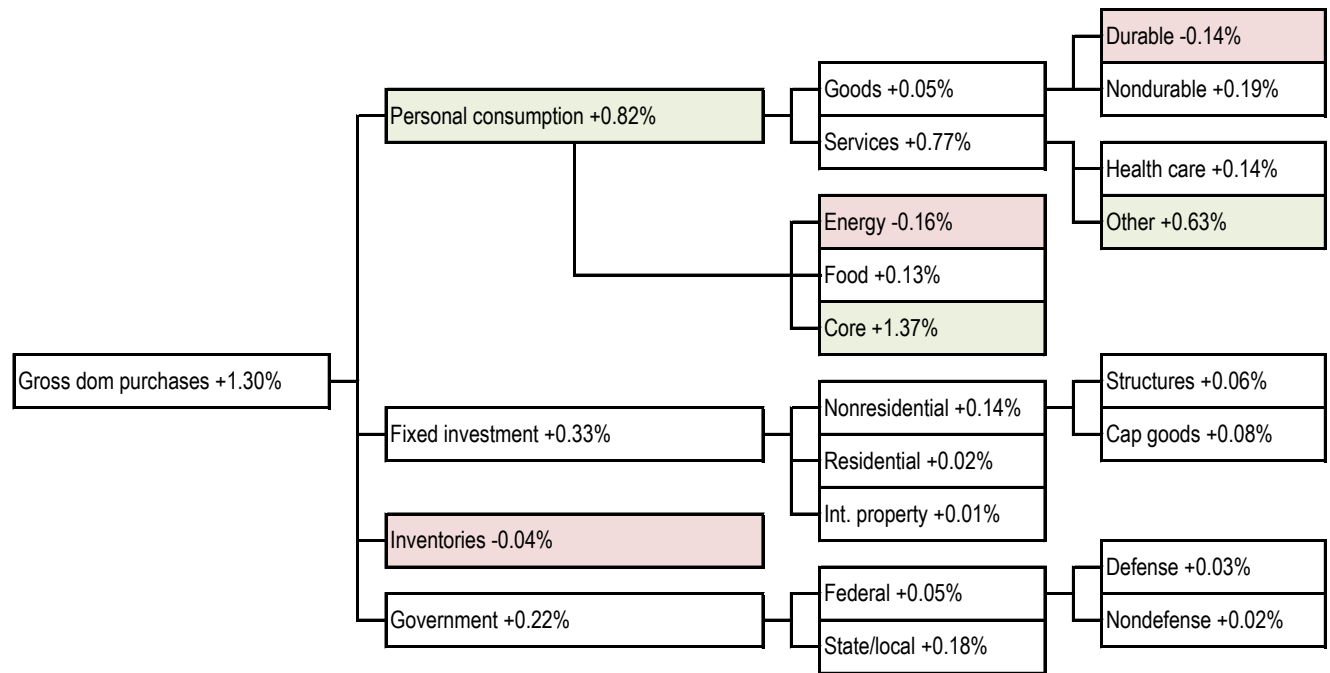 Gross dom purchases +1.30%
Personal consumption +0.82%
Goods +0.05%
Durable -0.14%
Nondurable +0.19%
Services +0.77%
Health care +0.14%
Other +0.63%
Energy -0.16%
Food +0.13%
Core +1.37%
Fixed investment +0.33%
Nonresidential +0.14%
Structures +0.06%
Cap goods +0.08%
Residential +0.02%
Int. property +0.01%
Inventories -0.04%
Government +0.22%
Federal +0.05%
Defense +0.03%
Nondefense +0.02%
State/local +0.18%